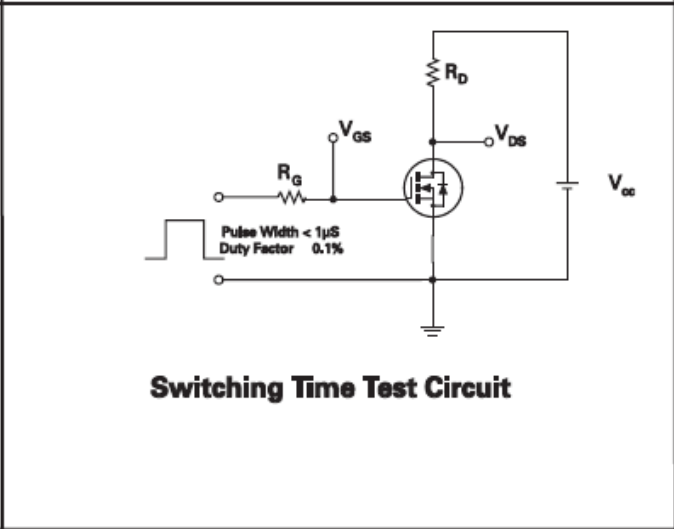 R_D
V_GS
V_DS
R_G
V_cc
Pulse Width < 1µS
Duty Factor 0.1%
Switching Time Test Circuit